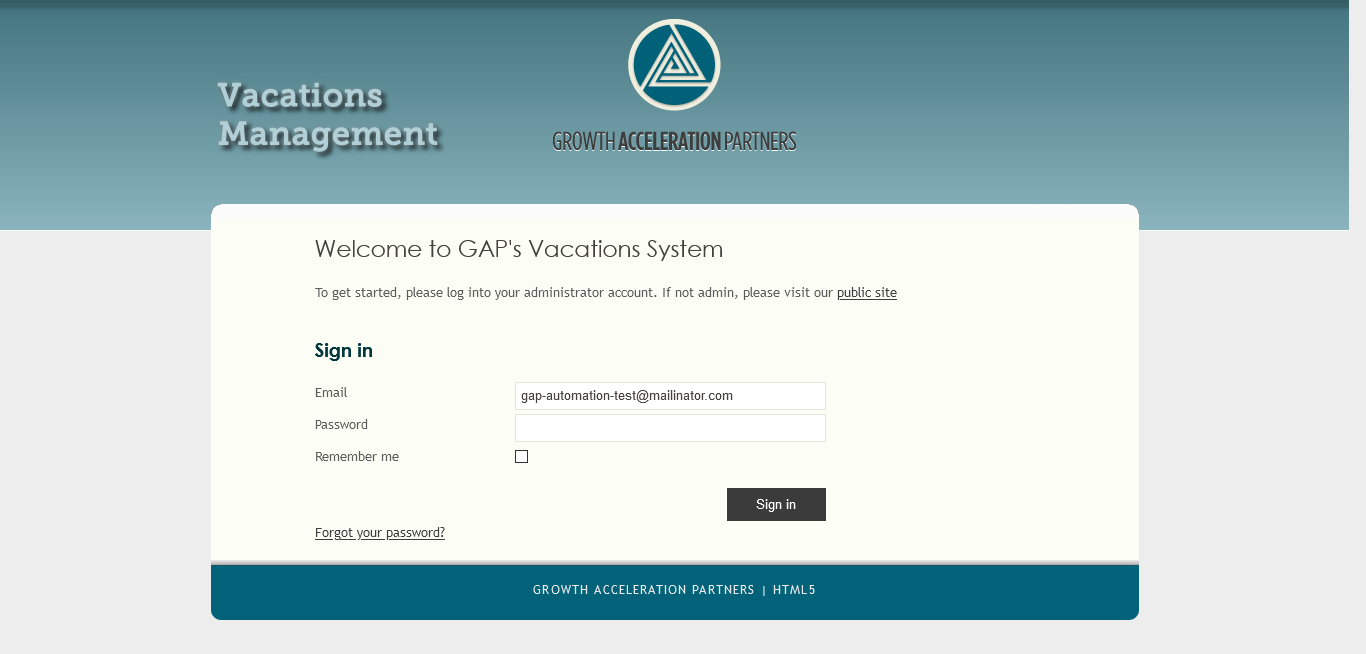 Vacations
Management
GROWTH ACCELERATION PARTNERS
Welcome to GAP's Vacations System
To get started, please log into your administrator account. If not admin, please visit our public site
Sign in
Email
gap-automation-test@mailinator.com
Password
Remember me
Sign in
Forgot your password?
GROWTH ACCELERATION PARTNERS | HTML5